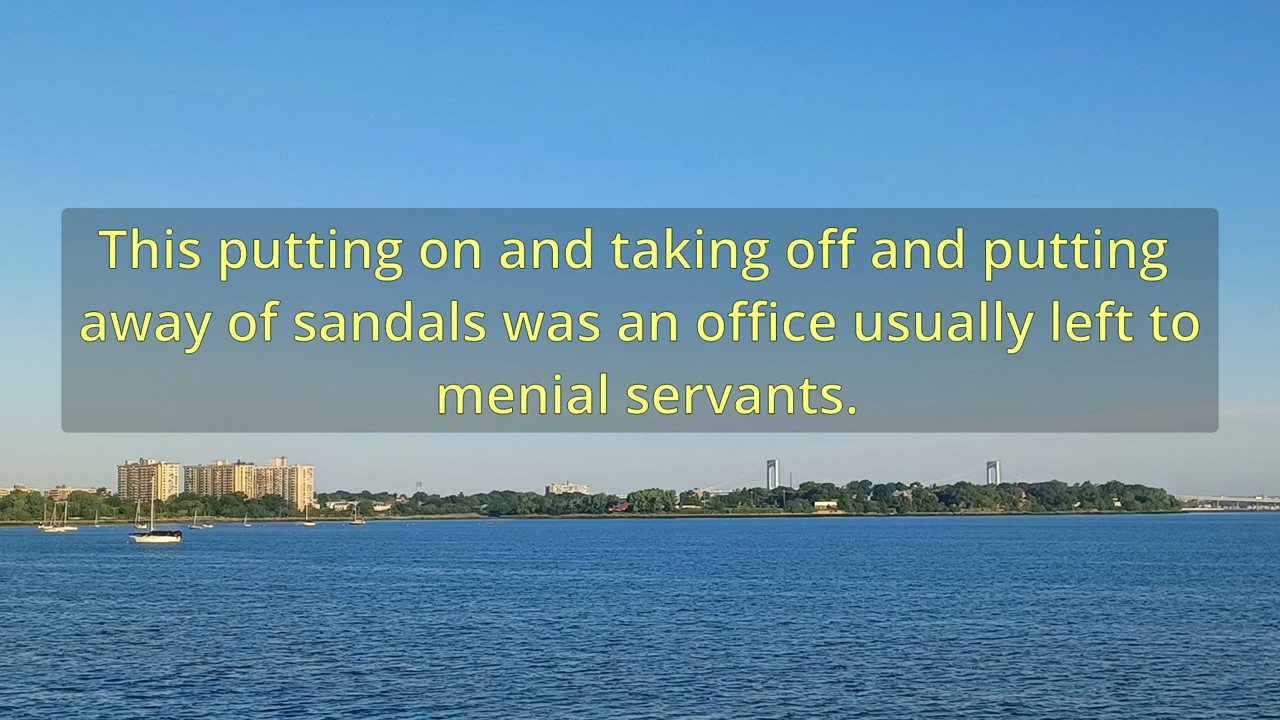 This putting on and taking off and putting
away of sandals was an office usually left to
menial servants.